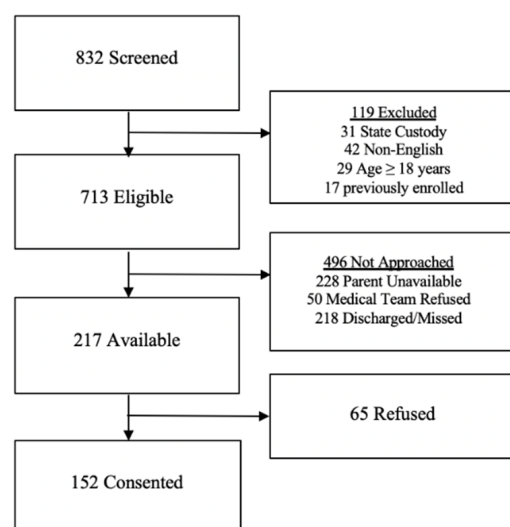 832 Screened
119 Excluded
31 State Custody
42 Non-English
29 Age ≥ 18 years
17 previously enrolled
713 Eligible
496 Not Approached
228 Parent Unavailable
50 Medical Team Refused
218 Discharged/Missed
217 Available
65 Refused
152 Consented